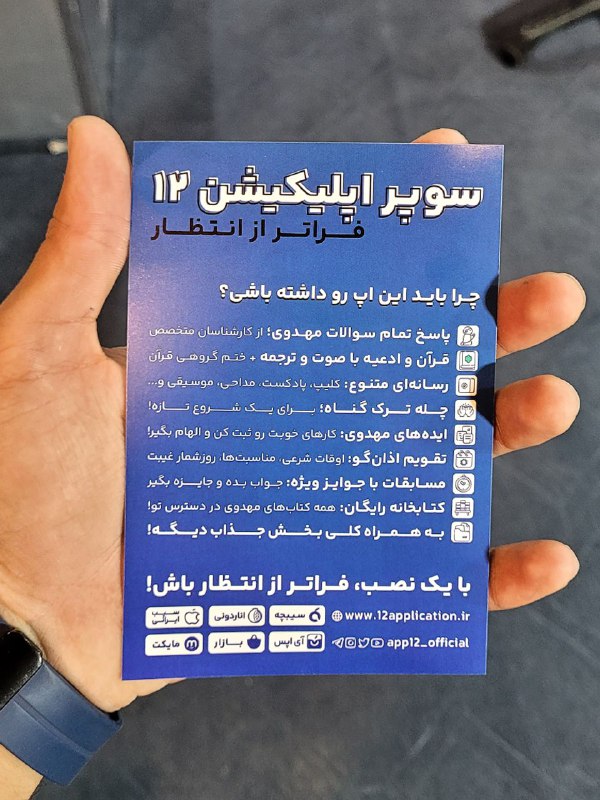 سوپر اپلیکیشن ۱۲
فراتر از انتظار
چرا باید این اپ رو داشته باشی؟
پاسخ تمام سوالات مهدوی؛ از کارشناسان متخصص
قرآن و ادعیه با صوت و ترجمه + ختم گروهی قرآن
رسانه‌ای متنوع: کلیپ، پادکست، مداحی، موسیقی و...
چله ترک گناه؛ برای یک شروع تازه!
ایده‌های مهدوی: کارهای خوبت رو ثبت کن و الهام بگیر!
تقویم اذان‌گو: اوقات شرعی، مناسبت‌ها، روزشمار غیبت
مسابقات با جوایز ویژه: جواب بده و جایزه بگیر
کتابخانه رایگان: همه کتاب‌های مهدوی در دسترس تو!
به همراه کلی بخش جذاب دیگه!
با یک نصب، فراتر از انتظار باش!
www.12application.ir سیبچه اناردونی سیب ایرانی
app12_official آی اپس بازار مایکت